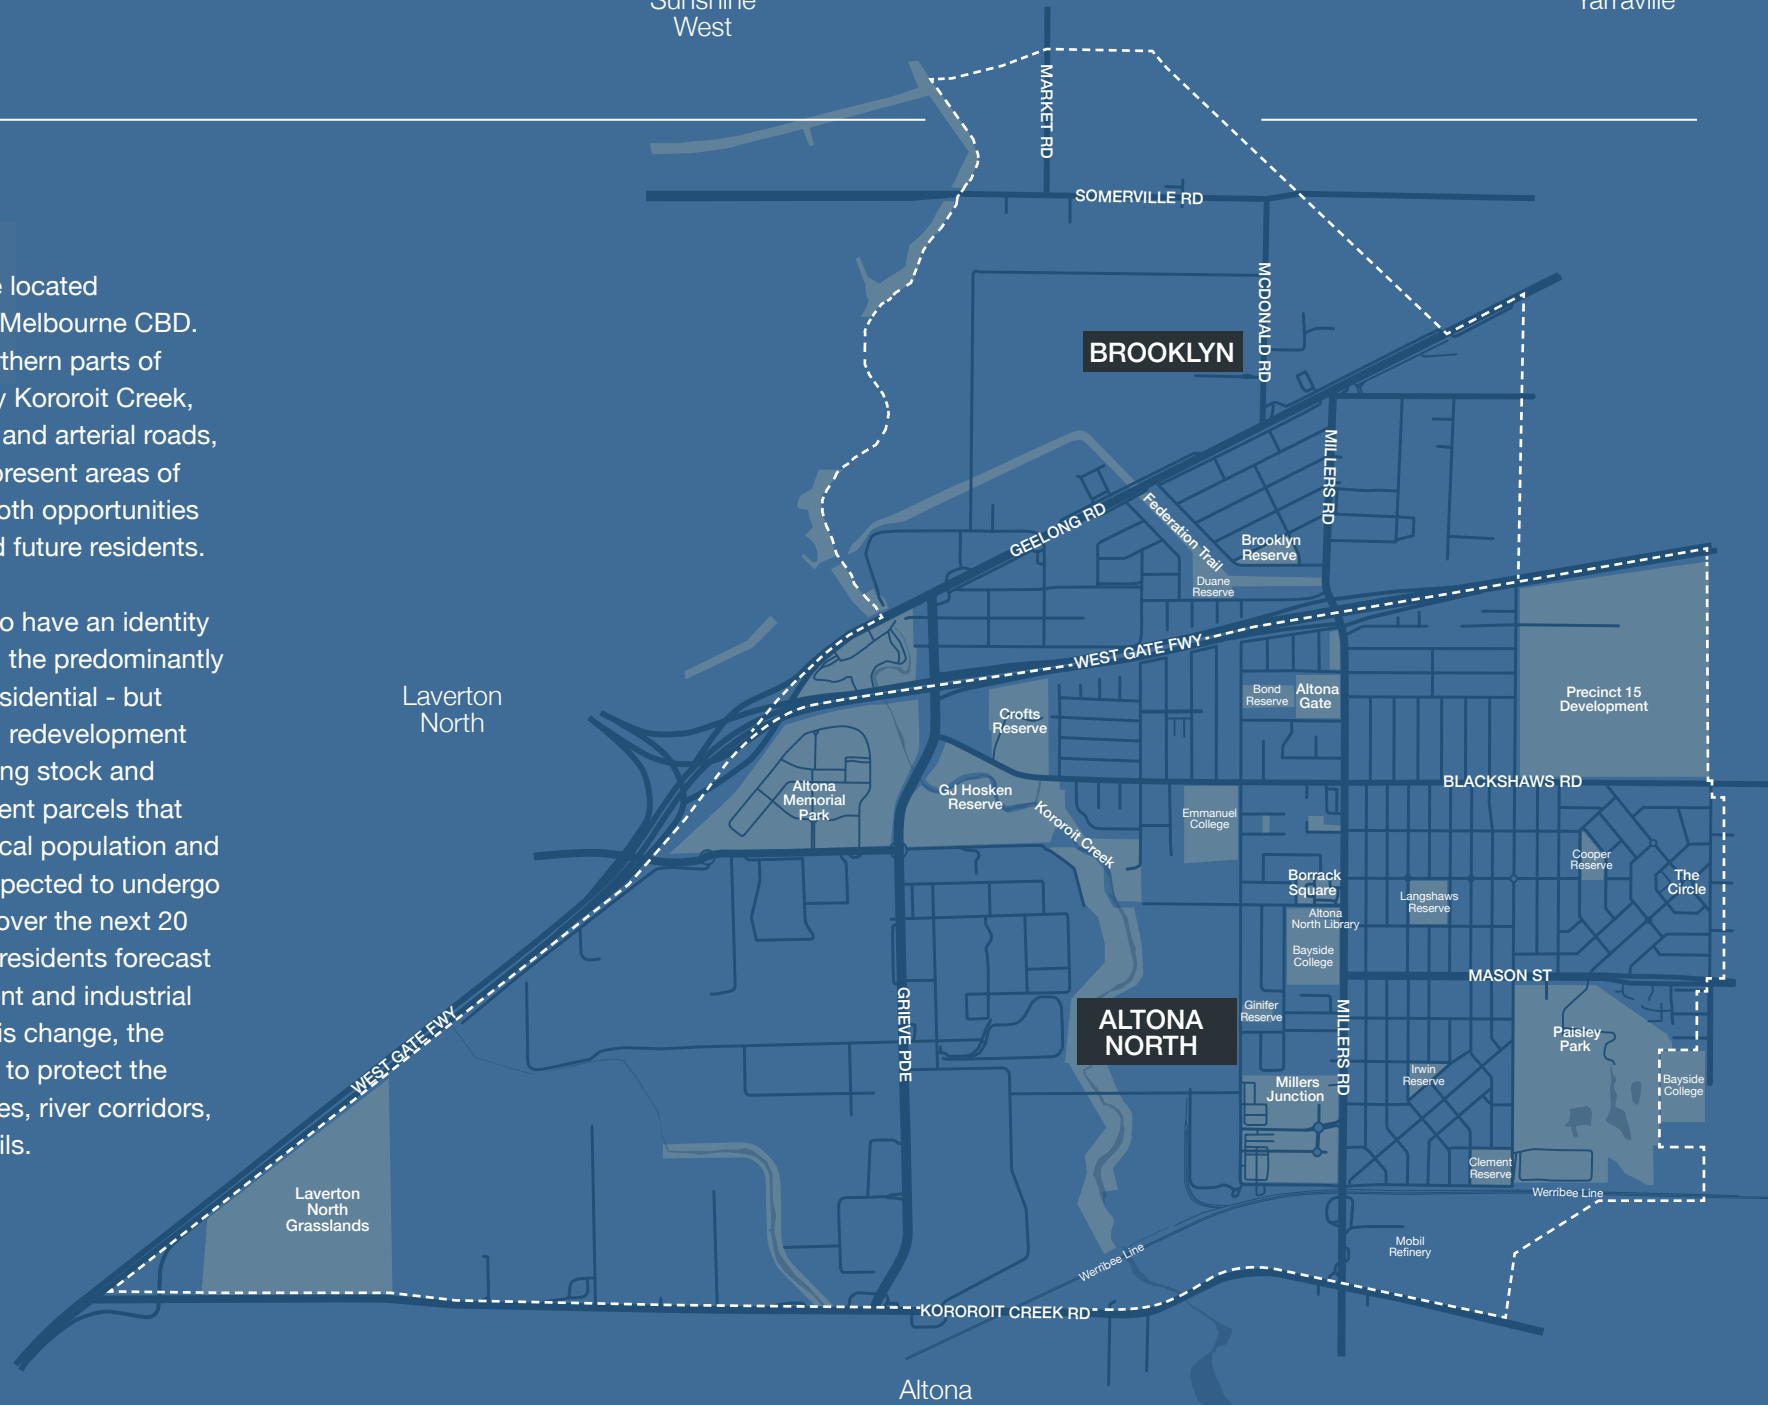 Sunshine
West
Yarraville
located
Melbourne CBD.
thern parts of
Kororoit Creek,
and arterial roads,
present areas of
oth opportunities
future residents.
o have an identity
the predominantly
sidential - but
redevelopment
ng stock and
ent parcels that
cal population and
pected to undergo
over the next 20
residents forecast
nt and industrial
is change, the
to protect the
es, river corridors,
ils.
MARKET RD
SOMERVILLE RD
MCDONALD RD
BROOKLYN
MILLERS RD
GEELONG RD
Federation Trail
Brooklyn
Reserve
Duane
Reserve
WEST GATE FWY
Laverton
North
Crofts
Reserve
Bond
Reserve
Altona
Gate
Precinct 15
Development
BLACKSHAWS RD
Altona
Memorial
Park
GJ Hosken
Reserve
Kororoit Creek
Emmanuel
College
Cooper
Reserve
The
Circle
Borrack
Square
Langshaws
Reserve
Altona
North Library
Bayside
College
MASON ST
GRIEVE PDE
ALTONA
NORTH
Ginifer
Reserve
MILLERS RD
Paisley
Park
WEST GATE FWY
Millers
Junction
Irwin
Reserve
Bayside
College
Clement
Reserve
Werribee Line
Laverton
North
Grasslands
Mobil
Refinery
Werribee Line
KOROROIT CREEK RD
Altona